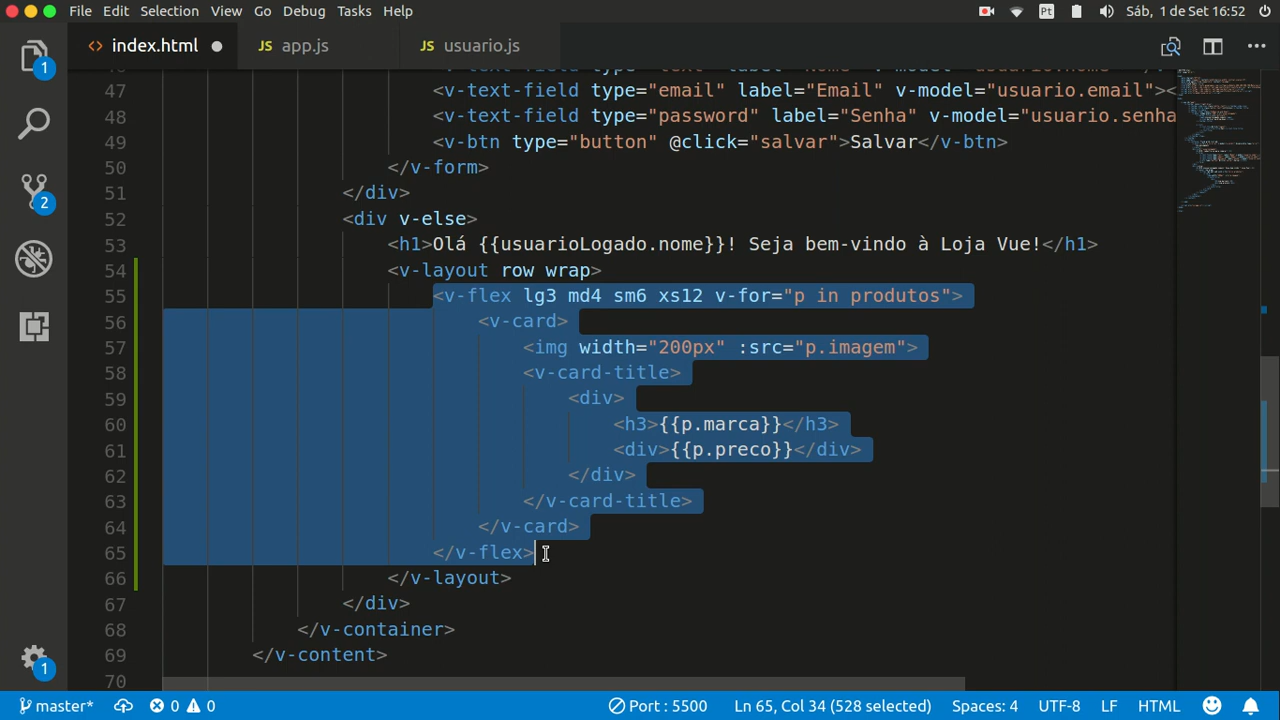 File Edit Selection View Go Debug Tasks Help
Pt Sáb, 1 de Set 16:52
1 <> index.html JS app.js JS usuario.js
47 <v-text-field type="email" label="Email" v-model="usuario.email"><
48 <v-text-field type="password" label="Senha" v-model="usuario.senha
49 <v-btn type="button" @click="salvar">Salvar</v-btn>
50 </v-form>
51 </div>
2
52 <div v-else>
53 <h1>Olá {{usuarioLogado.nome}}! Seja bem-vindo à Loja Vue!</h1>
54 <v-layout row wrap>
55 <v-flex lg3 md4 sm6 xs12 v-for="p in produtos">
56 <v-card>
57 <img width="200px" :src="p.imagem">
58 <v-card-title>
59 <div>
60 <h3>{{p.marca}}</h3>
61 <div>{{p.preco}}</div>
62 </div>
63 </v-card-title>
64 </v-card>
65 </v-flex>
66 </v-layout>
67 </div>
68 </v-container>
69 </v-content>
1
70
master* 0 0 Port : 5500 Ln 65, Col 34 (528 selected) Spaces: 4 UTF-8 LF HTML